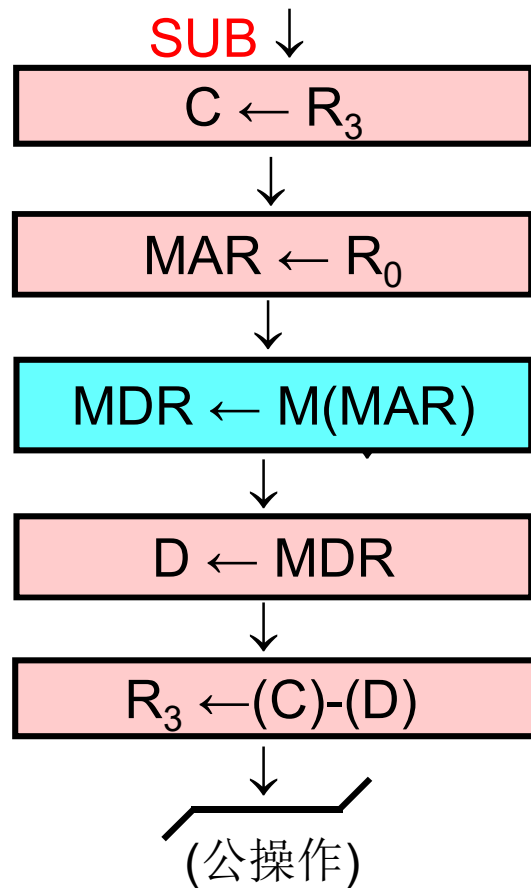 SUB ↓
C ← R₃
↓
MAR ← R₀
↓
MDR ← M(MAR)
↓
D ← MDR
↓
R₃ ←(C)-(D)
↓
(公操作)